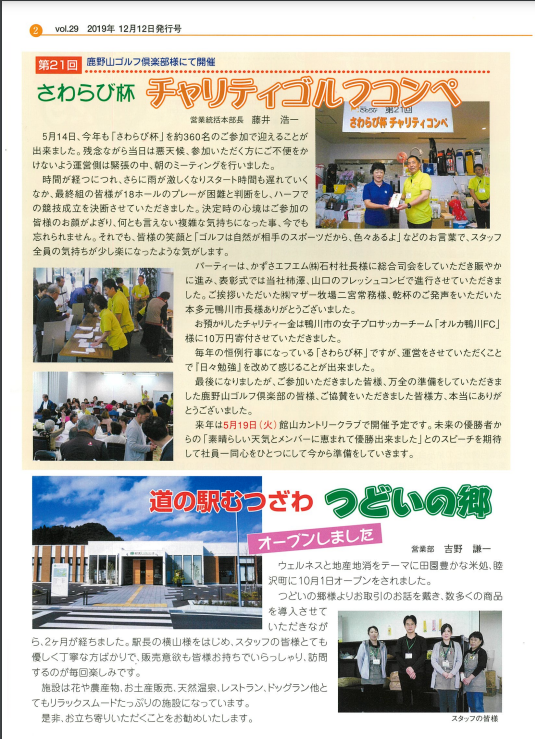 2 vol.29 2019年 12月12日発行号
第21回 鹿野山ゴルフ倶楽部様にて開催
さわらび杯 チャリティゴルフコンペ
営業統括本部長 藤井 浩一
5月14日、今年も「さわらび杯」を約360名のご参加で迎えることが
出来ました。残念ながら当日は悪天候、参加いただく方にご不便をか
けないよう運営側は緊張の中、朝のミーティングを行いました。
時間が経つにつれ、さらに雨が激しくなりスタート時間も遅れていく
なか、最終組の皆様が18ホールのプレーが困難と判断をし、ハーフで
の競技成立を決断させていただきました。決定時の心境はご参加の
皆様のお顔がよぎり、何とも言えない複雑な気持ちになった事、今でも
忘れられません。それでも、皆様の笑顔と「ゴルフは自然が相手のスポーツだから、色々あるよ」などのお言葉で、スタッフ
全員の気持ちが少し楽になったような気がします。
第21回
さわらび杯 チャリティコンペ
パーティーは、かずさエフエム㈱石村社長様に総合司会をしていただき賑やか
に進み、表彰式では当社柿澤、山口のフレッシュコンビで進行させていただきま
した。ご挨拶いただいた㈱マザー牧場二宮常務様、乾杯のご発声をいただいた
本多元鴨川市長様ありがとうございました。
お預かりしたチャリティー金は鴨川市の女子プロサッカーチーム「オルカ鴨川FC」
様に10万円寄付させていただきました。
毎年の恒例行事になっている「さわらび杯」ですが、運営をさせていただくこと
で「日々勉強」を改めて感じることが出来ました。
最後になりましたが、ご参加いただきました皆様、万全の準備をしていただきま
した鹿野山ゴルフ倶楽部の皆様、ご協賛をいただきました皆様方、本当にありが
とうございました。
来年は5月19日(火)館山カントリークラブで開催予定です。未来の優勝者か
らの「素晴らしい天気とメンバーに恵まれて優勝出来ました」とのスピーチを期待
して社員一同心をひとつにして今から準備をしていきます。
道の駅むつざわ つどいの郷
オープンしました
営業部 吉野 謙一
ウェルネスと地産地消をテーマに田園豊かな米処、睦
沢町に10月1日オープンをされました。
つどいの郷様よりお取引のお話を戴き、数多くの商品
を導入させて
いただきなが
ら、2ヶ月が経ちました。駅長の横山様をはじめ、スタッフの皆様とても
優しく丁寧な方ばかりで、販売意欲も皆様お持ちでいらっしゃり、訪問
するのが毎回楽しみです。
施設は花や農産物、お土産販売、天然温泉、レストラン、ドッグラン他と
てもリラックスムードたっぷりの施設になっています。
是非、お立ち寄りいただくことをお勧めいたします。
スタッフの皆様